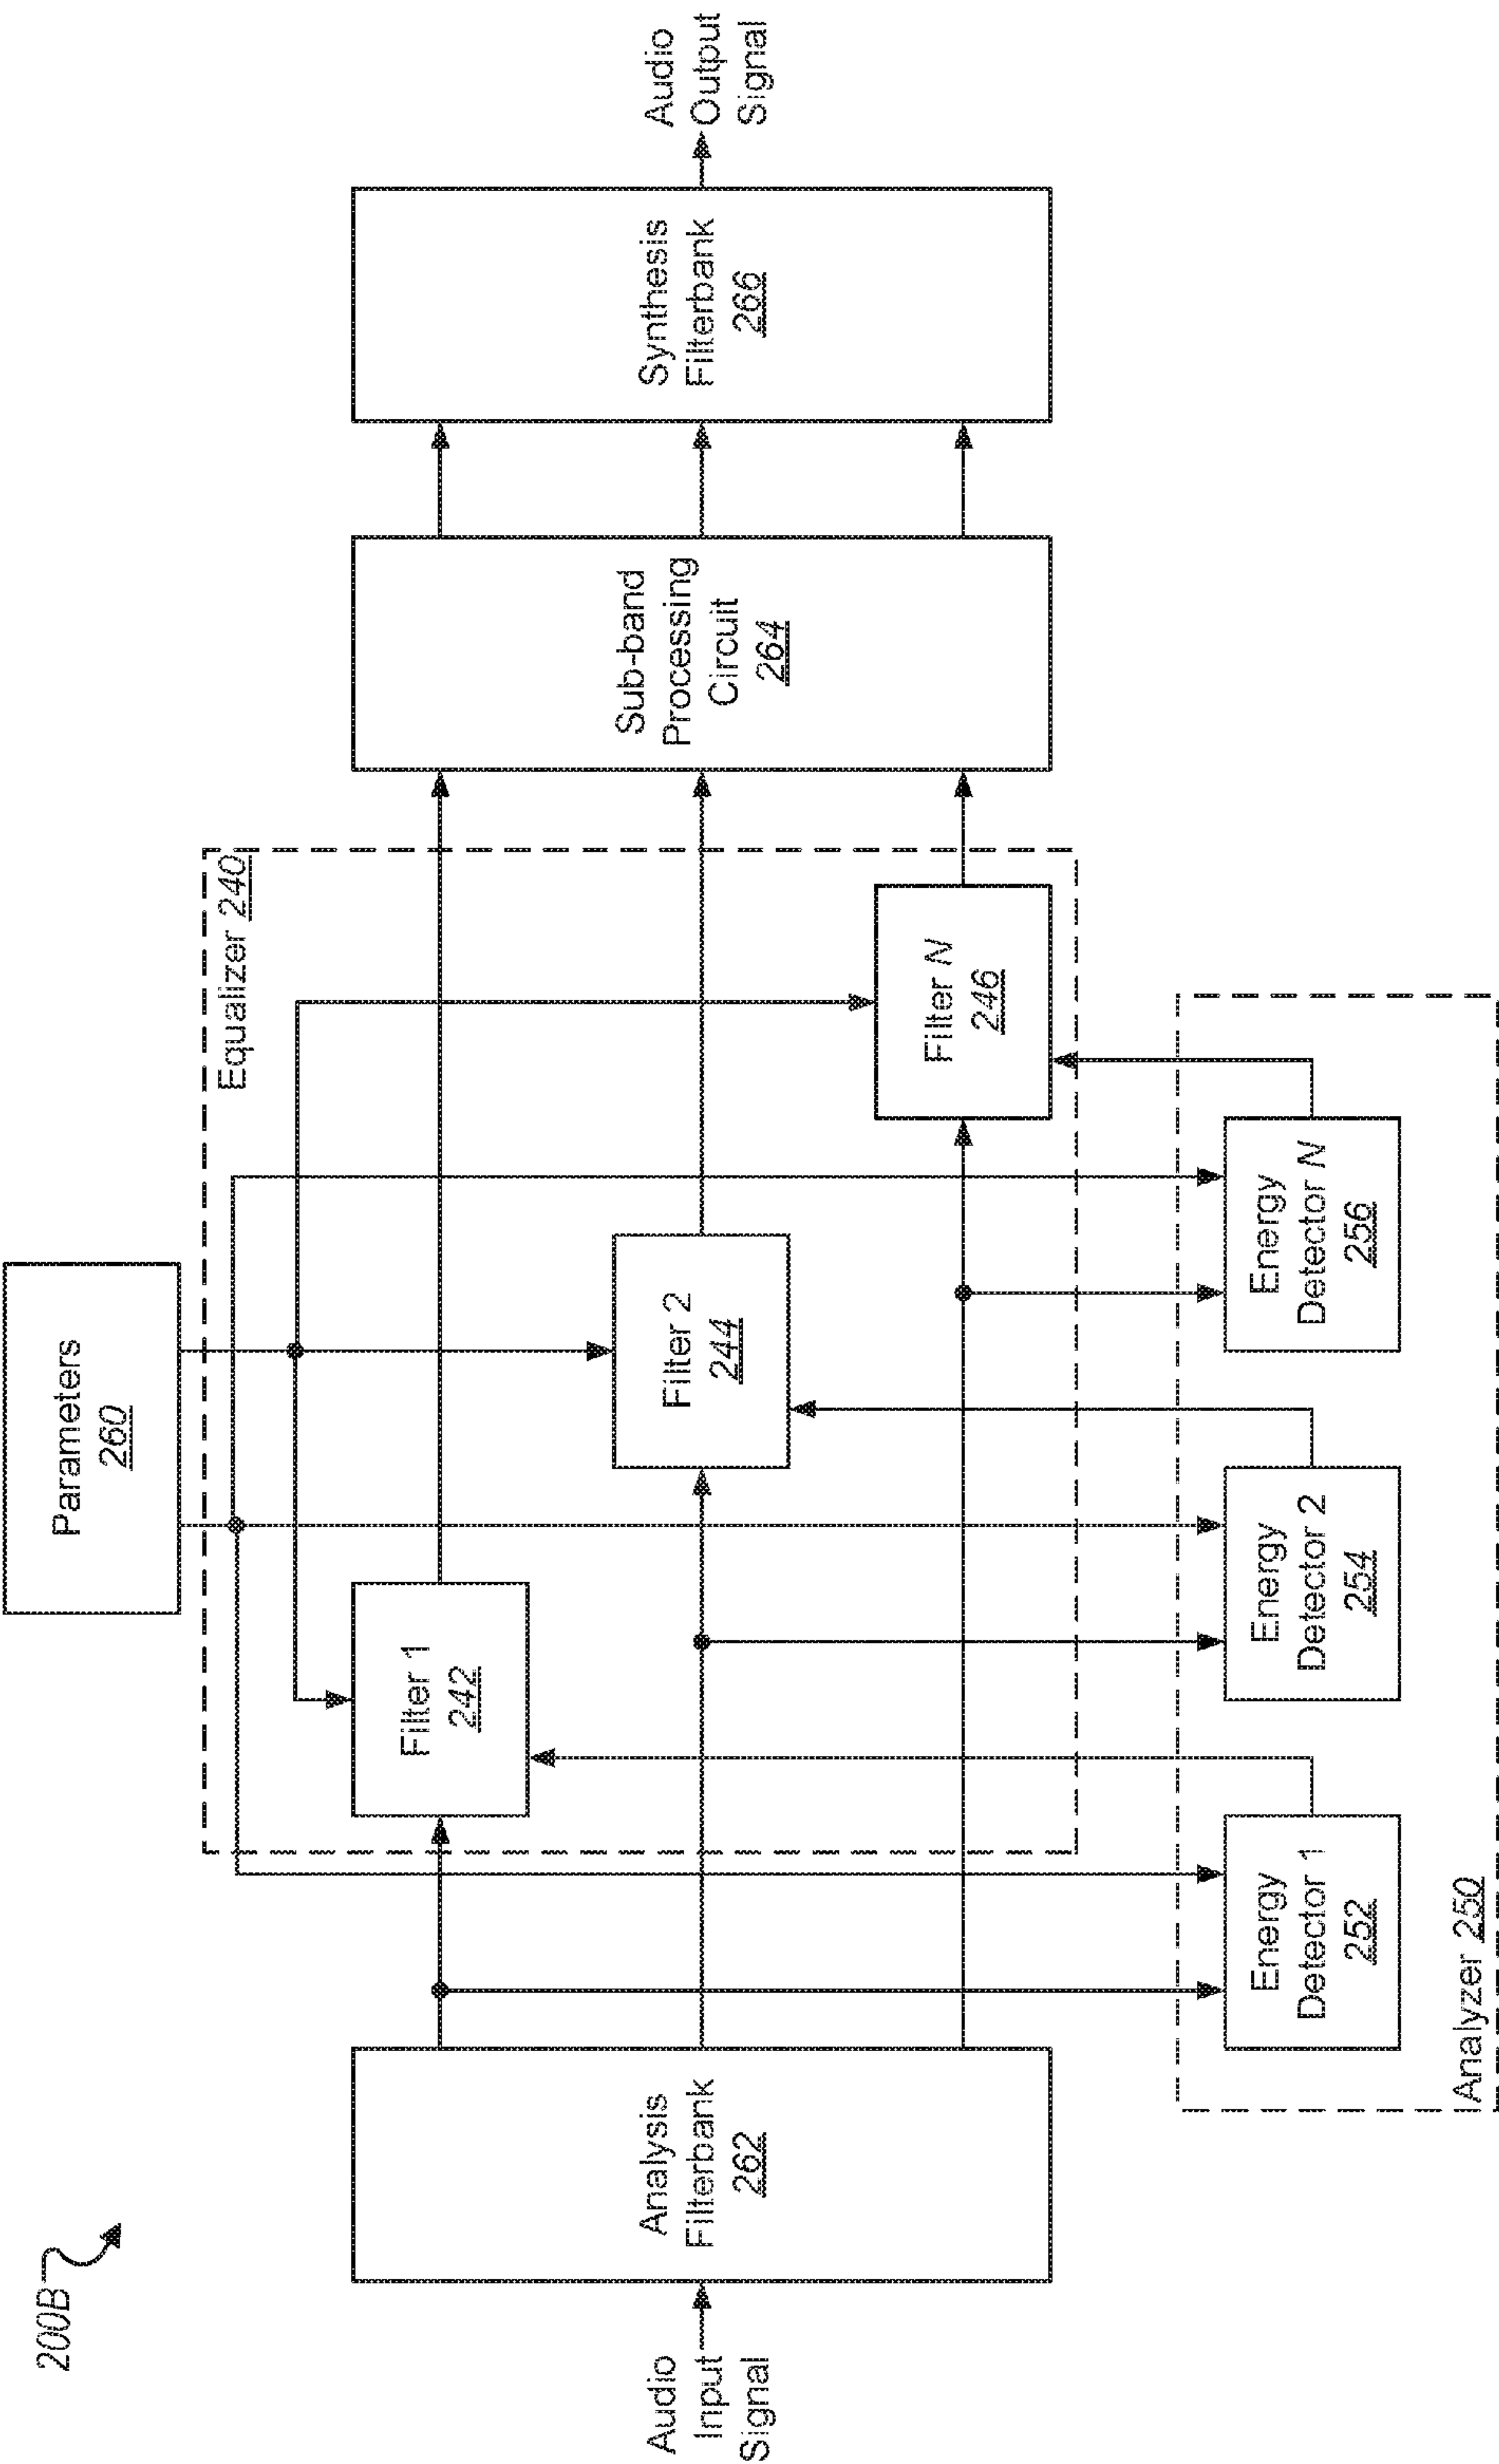 200B
Parameters
260
Equalizer 240
Audio
Input
Signal
Analysis
Filterbank
262
Filter 1
242
Filter 2
244
Filter N
246
Sub-band
Processing
Circuit
264
Synthesis
Filterbank
266
Audio
Output
Signal
Energy
Detector 1
252
Energy
Detector 2
254
Energy
Detector N
256
Analyzer 250